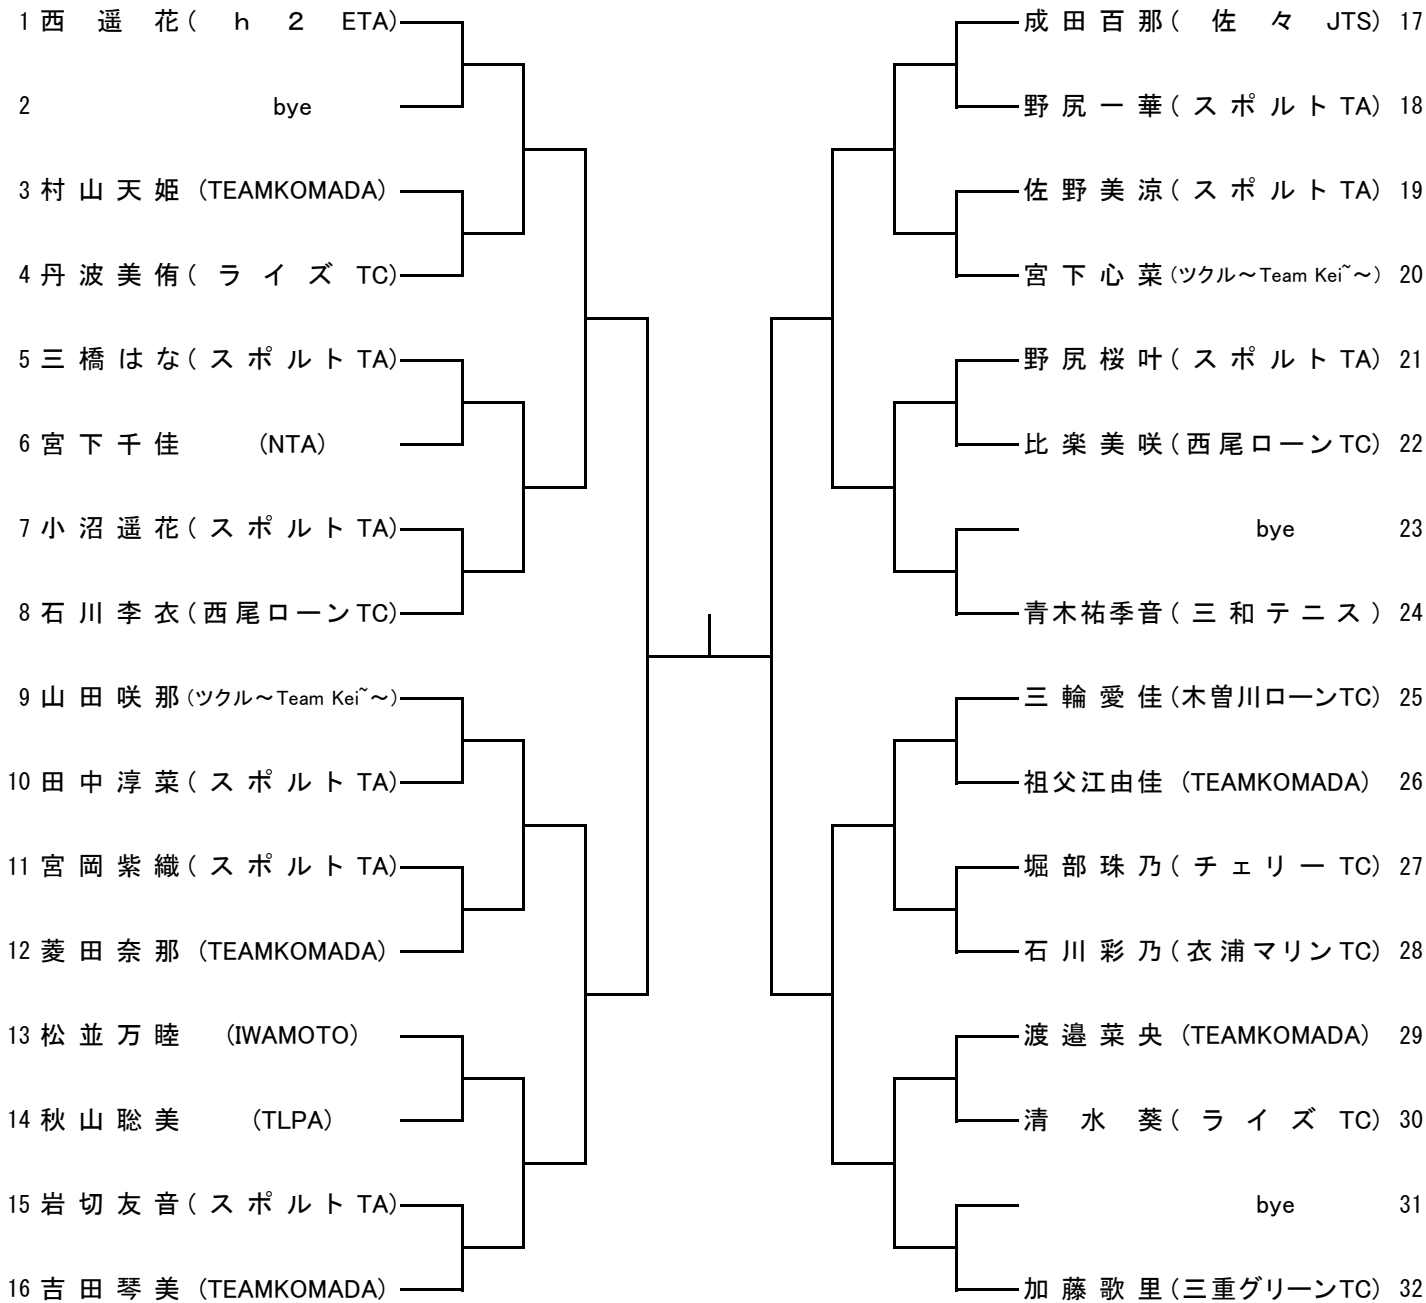 1 西 遥 花 ( ｈ ２ ETA)
2 bye
3 村 山 天 姫 (TEAMKOMADA)
4 丹 波 美 侑 ( ラ イ ズ TC)
5 三 橋 は な ( ス ポ ル ト TA)
6 宮 下 千 佳 (NTA)
7 小 沼 遥 花 ( ス ポ ル ト TA)
8 石 川 李 衣 ( 西 尾 ロ ー ン TC)
9 山 田 咲 那 (ツクル～Team Kei~～)
10 田 中 淳 菜 ( ス ポ ル ト TA)
11 宮 岡 紫 織 ( ス ポ ル ト TA)
12 菱 田 奈 那 (TEAMKOMADA)
13 松 並 万 睦 (IWAMOTO)
14 秋 山 聡 美 (TLPA)
15 岩 切 友 音 ( ス ポ ル ト TA)
16 吉 田 琴 美 (TEAMKOMADA)
成 田 百 那 ( 佐 々 JTS) 17
野 尻 一 華 ( ス ポ ル ト TA) 18
佐 野 美 涼 ( ス ポ ル ト TA) 19
宮 下 心 菜 (ツクル～Team Kei~～) 20
野 尻 桜 叶 ( ス ポ ル ト TA) 21
比 楽 美 咲 ( 西 尾 ロ ー ン TC) 22
bye 23
青木祐季音 ( 三 和 テ ニ ス ) 24
三 輪 愛 佳 (木曽川ローンTC) 25
祖父江由佳 (TEAMKOMADA) 26
堀 部 珠 乃 ( チ ェ リ ー TC) 27
石 川 彩 乃 ( 衣 浦 マ リ ン TC) 28
渡 邉 菜 央 (TEAMKOMADA) 29
清 水 葵 ( ラ イ ズ TC) 30
bye 31
加 藤 歌 里 (三重グリーンTC) 32